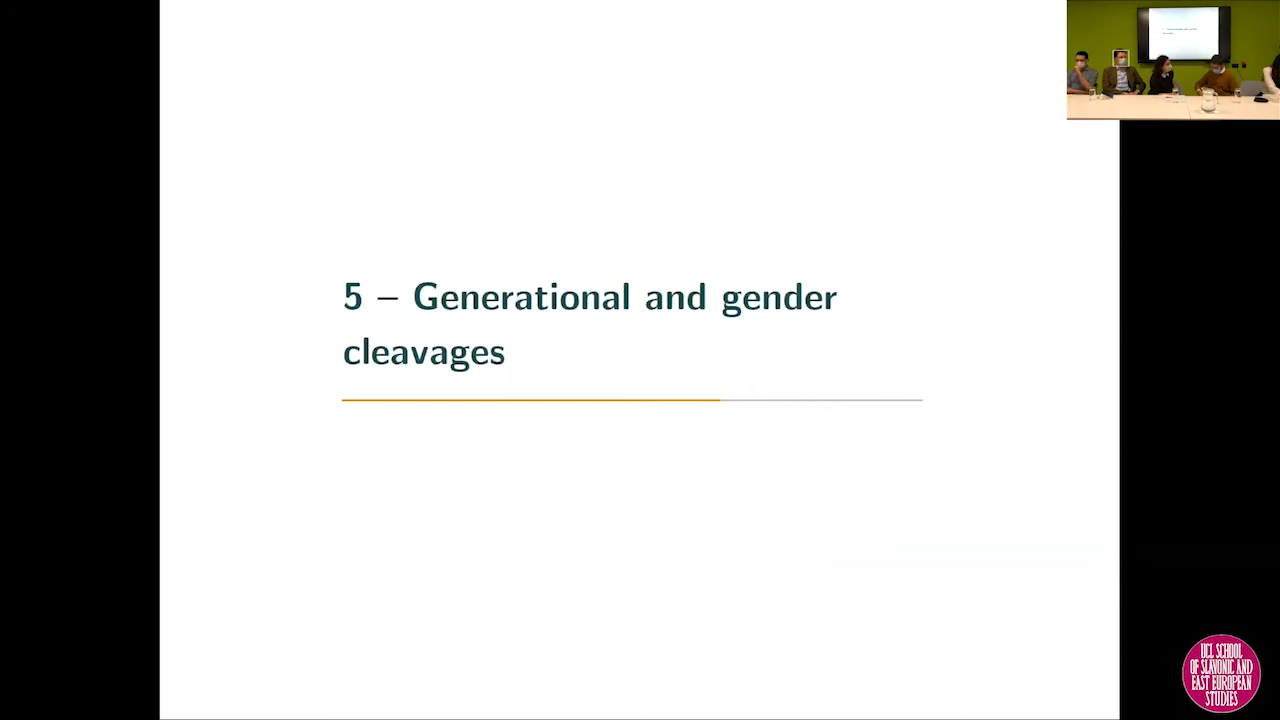 5 – Generational and gender
cleavages
UCL SCHOOL
OF SLAVONIC AND
EAST EUROPEAN
STUDIES